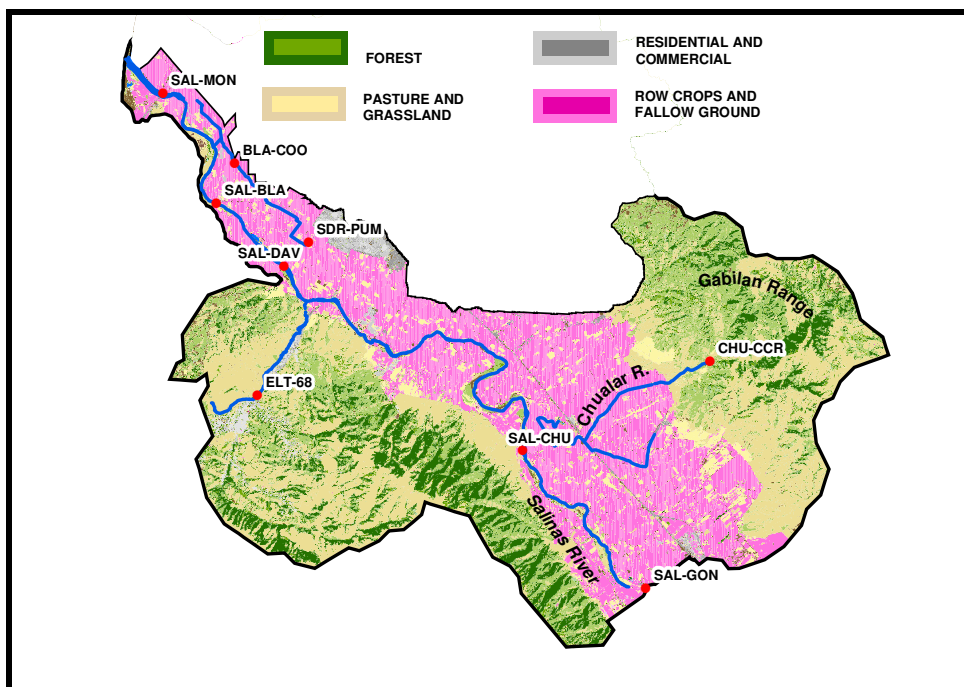 FOREST
RESIDENTIAL AND
COMMERCIAL
PASTURE AND
GRASSLAND
ROW CROPS AND
FALLOW GROUND
SAL-MON
BLA-COO
SAL-BLA
SDR-PUM
SAL-DAV
Gabilan Range
CHU-CCR
ELT-68
Chualar R.
SAL-CHU
Salinas River
SAL-GON